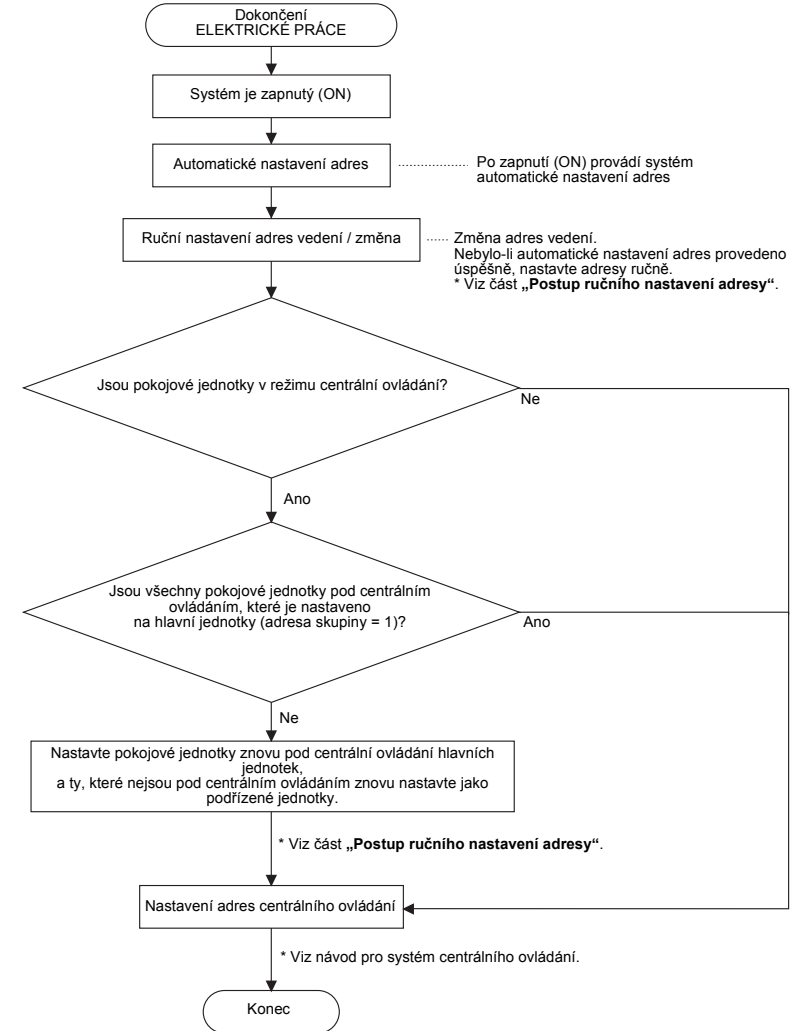 Dokončení
ELEKTRICKÉ PRÁCE
Systém je zapnutý (ON)
Automatické nastavení adres
Po zapnutí (ON) provádí systém
automatické nastavení adres
Ruční nastavení adres vedení / změna
Změna adres vedení.
Nebylo-li automatické nastavení adres provedeno
úspěšně, nastavte adresy ručně.
* Viz část „Postup ručního nastavení adresy“.
Jsou pokojové jednotky v režimu centrální ovládání?
Ne
Ano
Jsou všechny pokojové jednotky pod centrálním
ovládáním, které je nastaveno
na hlavní jednotky (adresa skupiny = 1)?
Ano
Ne
Nastavte pokojové jednotky znovu pod centrální ovládání hlavních
jednotek,
a ty, které nejsou pod centrálním ovládáním znovu nastavte jako
podřízené jednotky.
* Viz část „Postup ručního nastavení adresy“.
Nastavení adres centrálního ovládání
* Viz návod pro systém centrálního ovládání.
Konec